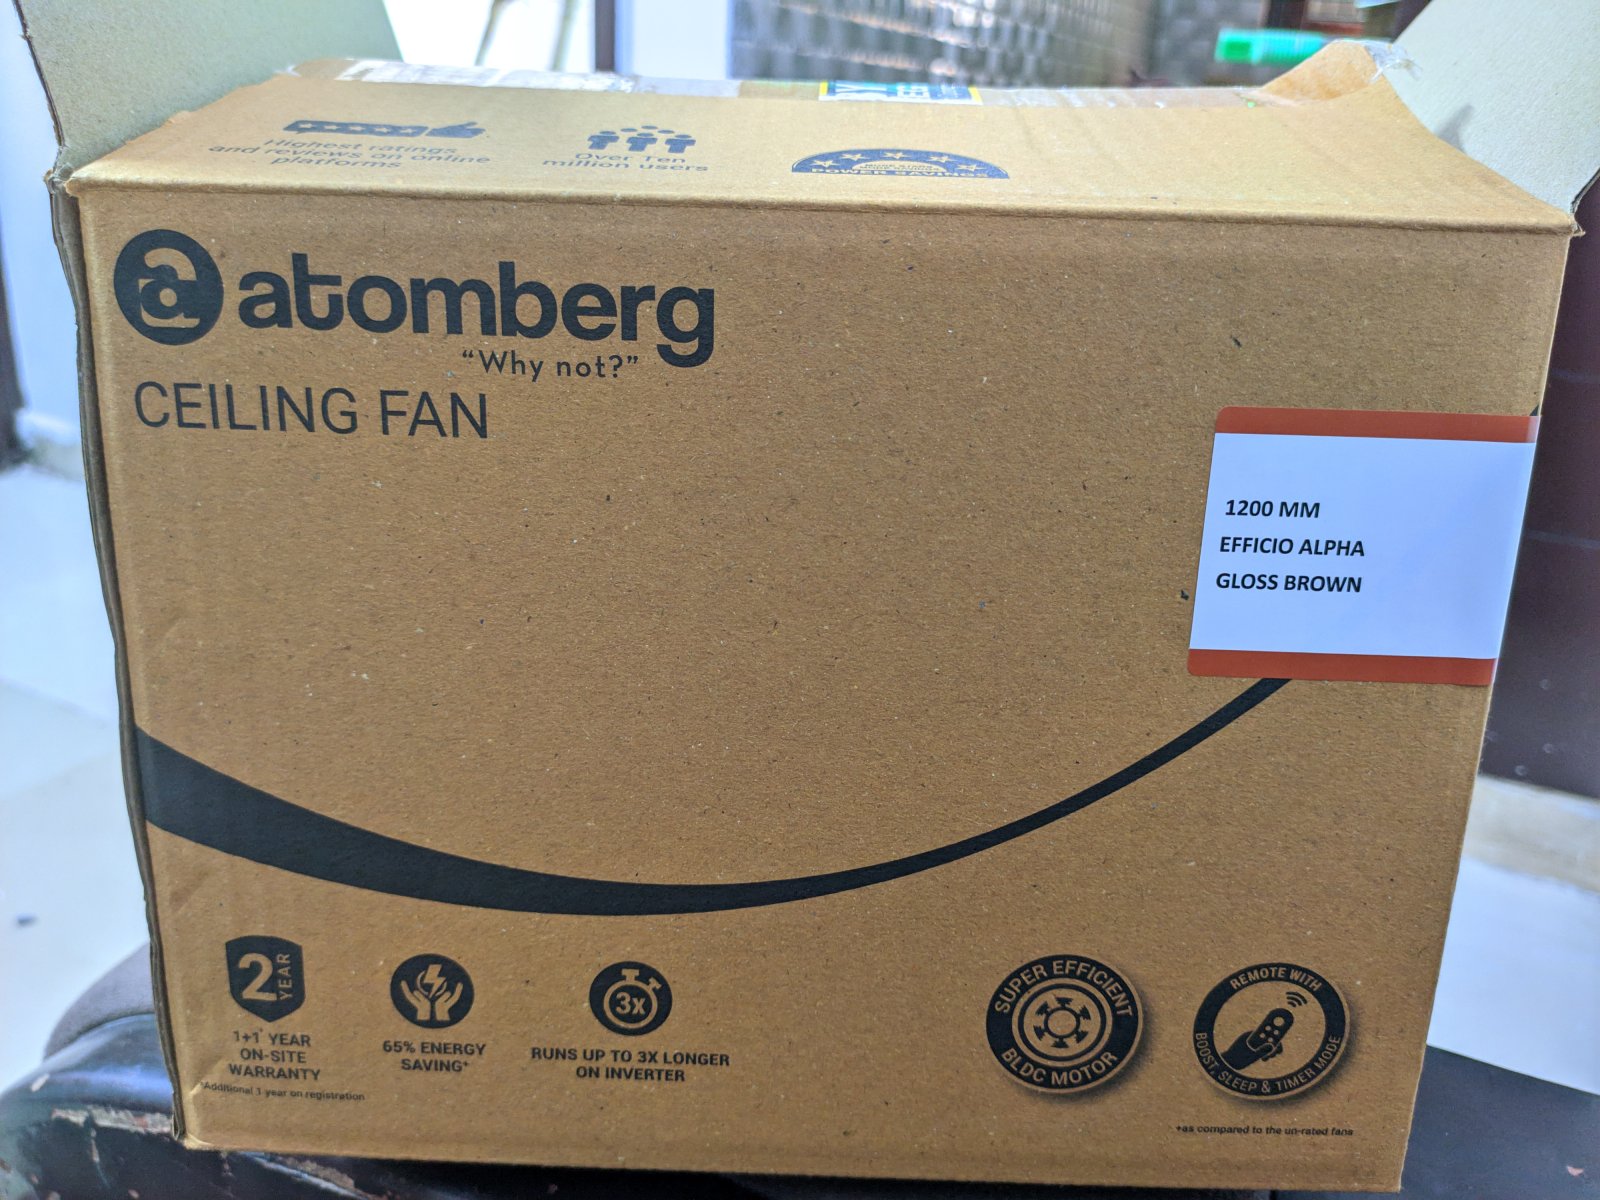 Highest ratings
and reviews on online
platforms
Over Ten
million users
POWER SAVINGS
a atomberg
"Why not?"
CEILING FAN
1200 MM
EFFICIO ALPHA
GLOSS BROWN
2 YEAR
1+1* YEAR
ON-SITE
WARRANTY
*Additional 1 year on registration
65% ENERGY
SAVING+
3x
RUNS UP TO 3X LONGER
ON INVERTER
SUPER EFFICIENT
BLDC MOTOR
REMOTE WITH
BOOST, SLEEP & TIMER MODE
+as compared to the un-rated fans